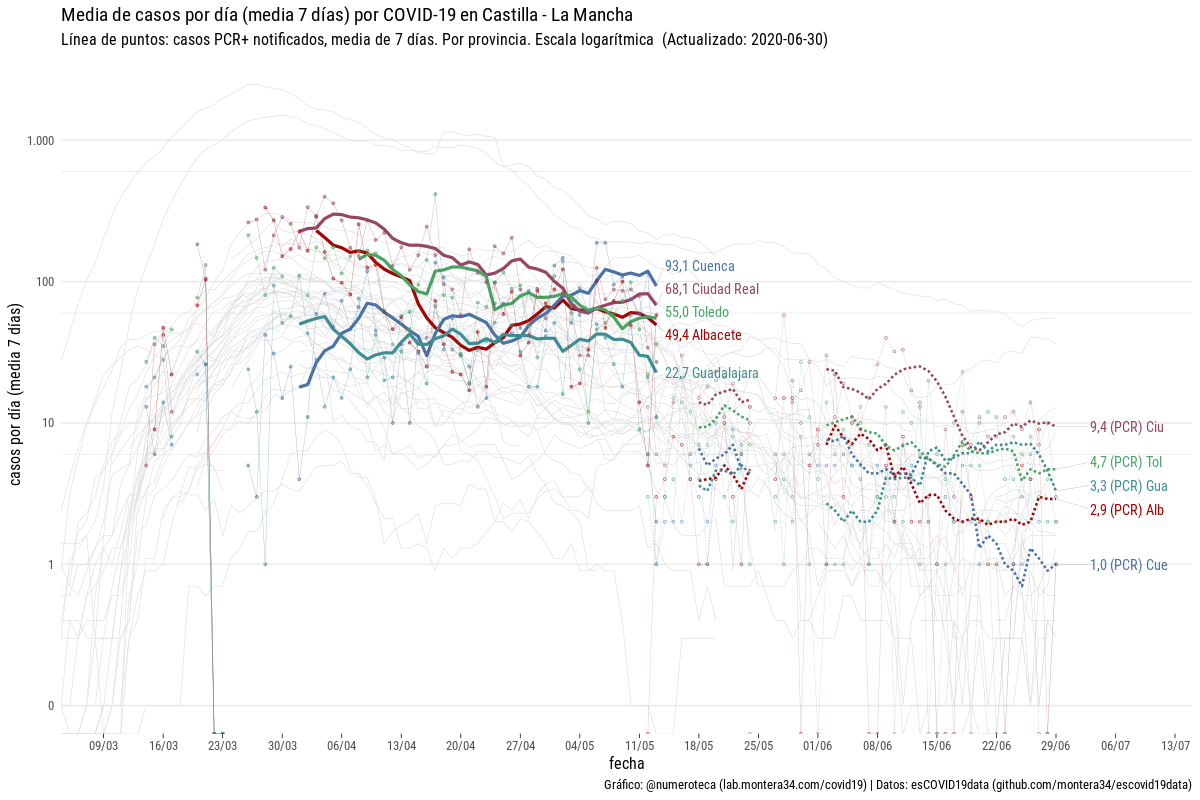 Media de casos por día (media 7 días) por COVID-19 en Castilla - La Mancha
Línea de puntos: casos PCR+ notificados, media de 7 días. Por provincia. Escala logarítmica (Actualizado: 2020-06-30)
casos por día (media 7 días)
1.000
100
10
1
0
93,1 Cuenca
68,1 Ciudad Real
55,0 Toledo
49,4 Albacete
22,7 Guadalajara
9,4 (PCR) Ciu
4,7 (PCR) Tol
3,3 (PCR) Gua
2,9 (PCR) Alb
1,0 (PCR) Cue
09/03 16/03 23/03 30/03 06/04 13/04 20/04 27/04 04/05 11/05 18/05 25/05 01/06 08/06 15/06 22/06 29/06 06/07 13/07
fecha
Gráfico: @numeroteca (lab.montera34.com/covid19) | Datos: esCOVID19data (github.com/montera34/escovid19data)